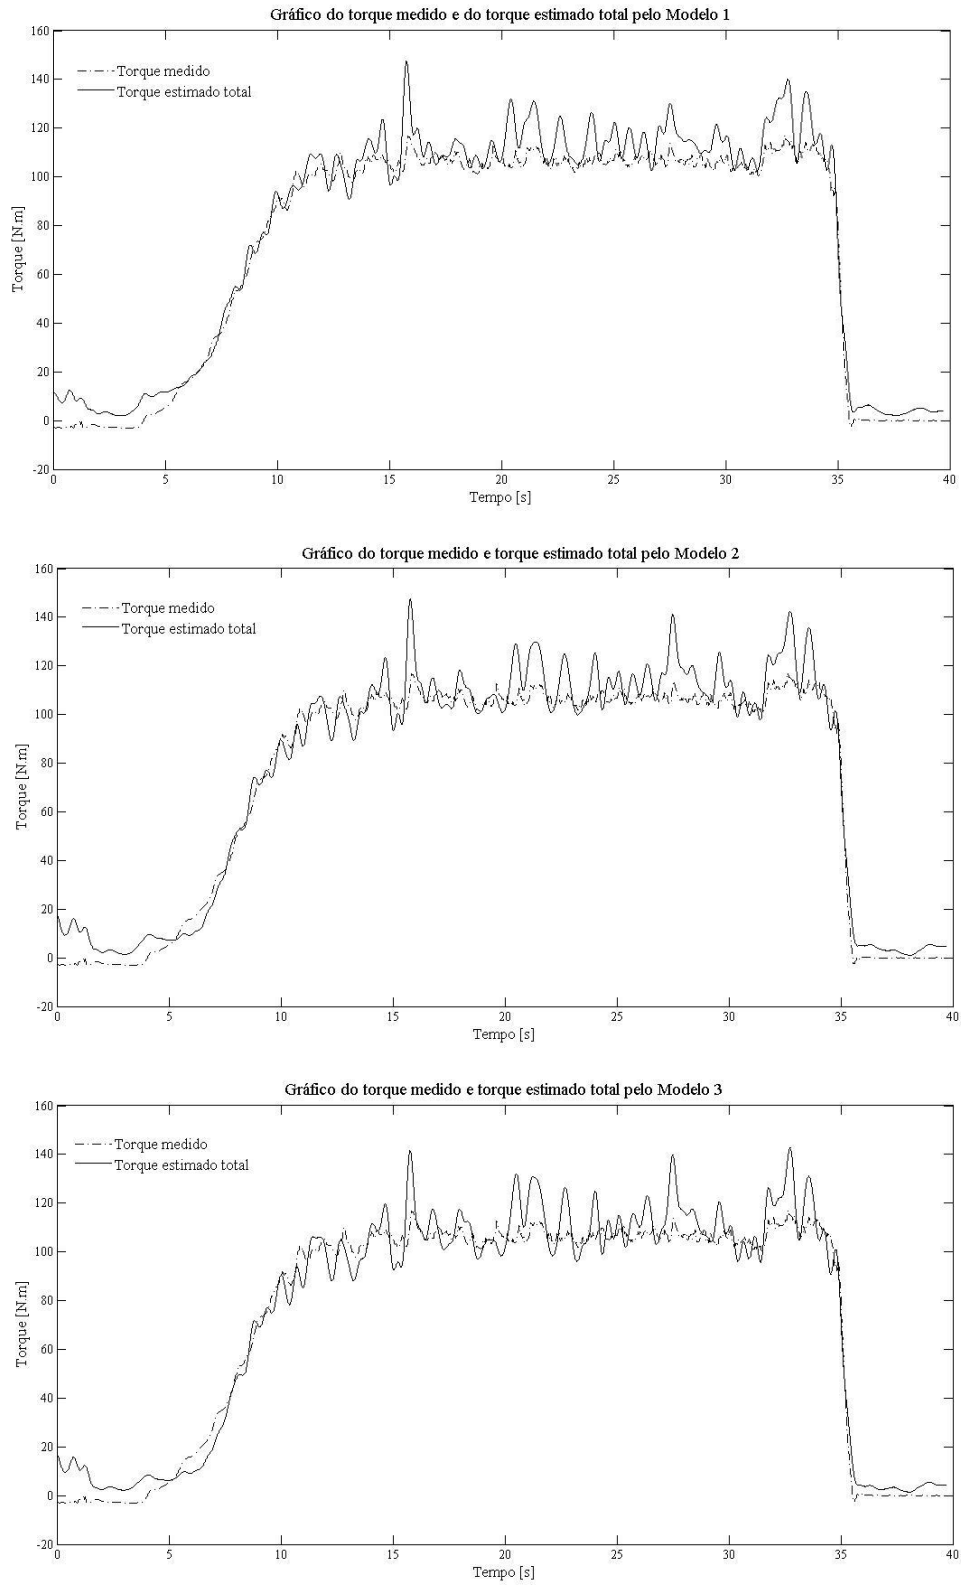 Gráfico do torque medido e do torque estimado total pelo Modelo 1
160
140
120
100
80
60
40
20
0
-20
Torque [N.m]
Torque medido
Torque estimado total
0 5 10 15 20 25 30 35 40
Tempo [s]
Gráfico do torque medido e torque estimado total pelo Modelo 2
160
140
120
100
80
60
40
20
0
-20
Torque [N.m]
Torque medido
Torque estimado total
0 5 10 15 20 25 30 35 40
Tempo [s]
Gráfico do torque medido e torque estimado total pelo Modelo 3
160
140
120
100
80
60
40
20
0
-20
Torque [N.m]
Torque medido
Torque estimado total
0 5 10 15 20 25 30 35 40
Tempo [s]